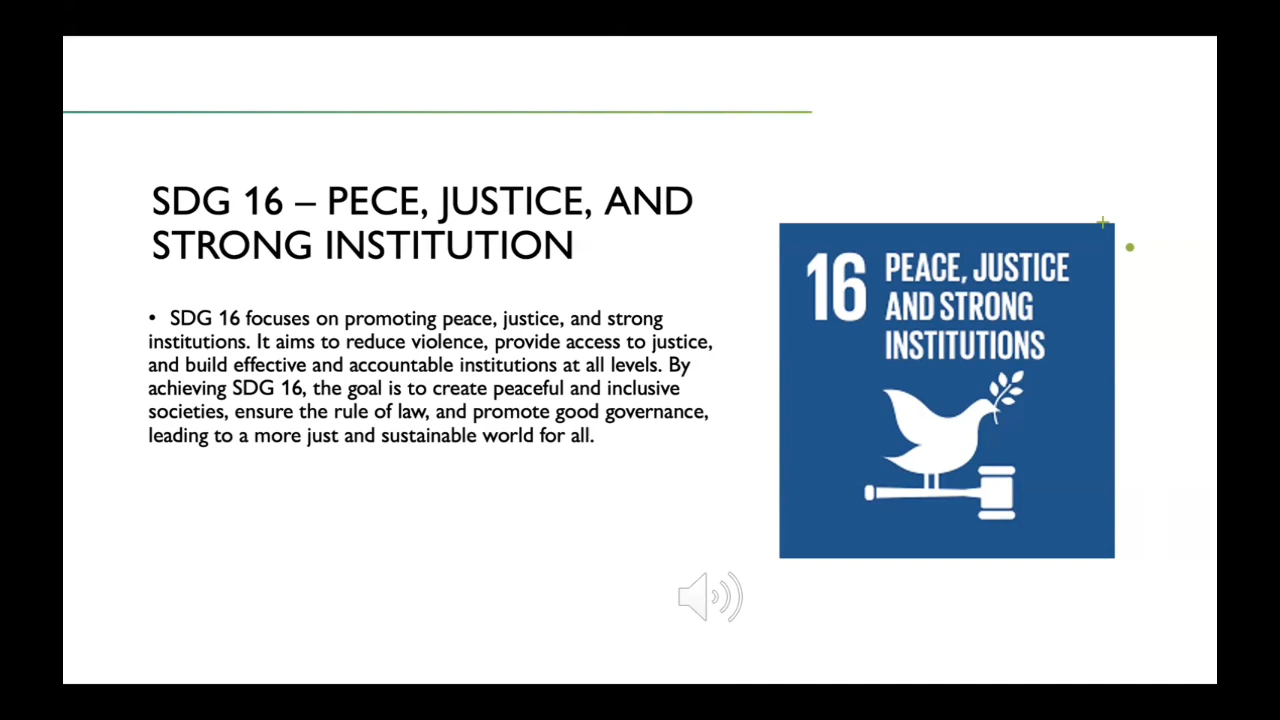 SDG 16 – PECE, JUSTICE, AND
STRONG INSTITUTION
• SDG 16 focuses on promoting peace, justice, and strong
institutions. It aims to reduce violence, provide access to justice,
and build effective and accountable institutions at all levels. By
achieving SDG 16, the goal is to create peaceful and inclusive
societies, ensure the rule of law, and promote good governance,
leading to a more just and sustainable world for all.
16 PEACE, JUSTICE
AND STRONG
INSTITUTIONS